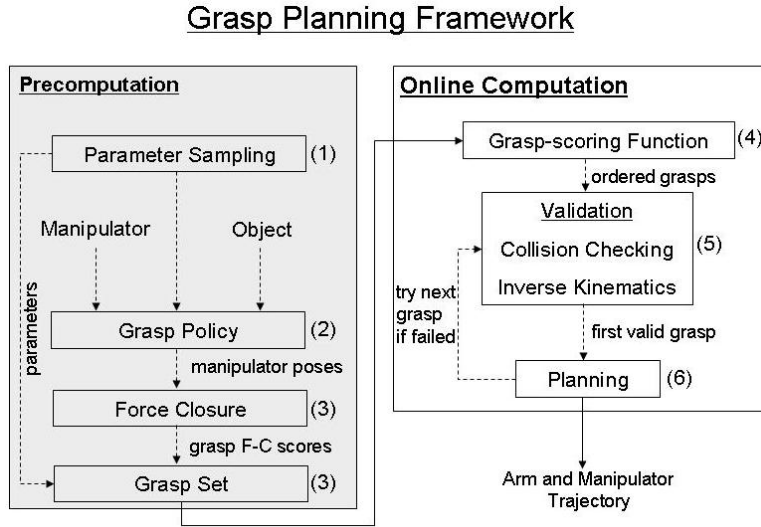 Grasp Planning Framework
Precomputation
Parameter Sampling
(1)
Manipulator
Object
parameters
Grasp Policy
(2)
manipulator poses
Force Closure
(3)
grasp F-C scores
Grasp Set
(3)
Online Computation
Grasp-scoring Function
(4)
ordered grasps
Validation
Collision Checking
(5)
Inverse Kinematics
try next
grasp
if failed
first valid grasp
Planning
(6)
Arm and Manipulator
Trajectory